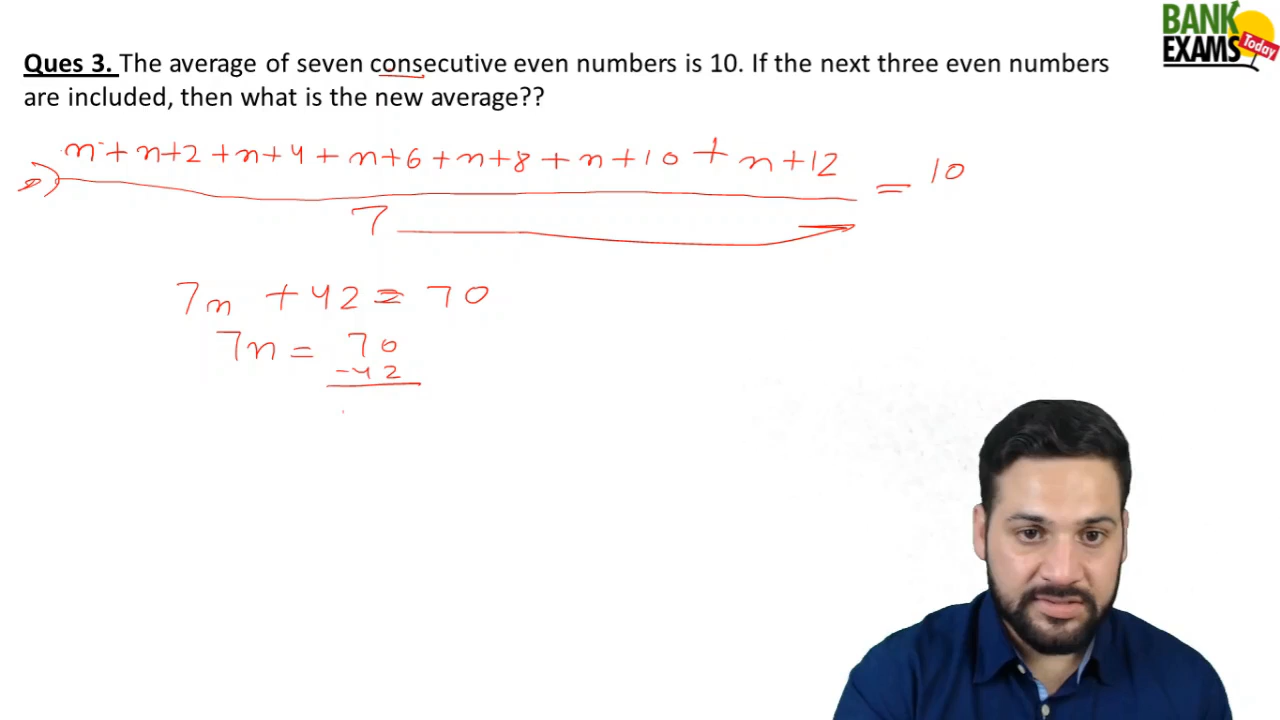 BANK
EXAMS Today
Ques 3. The average of seven consecutive even numbers is 10. If the next three even numbers
are included, then what is the new average??
n + n+2 + n+4 + n+6 + n+8 + n+10 + n+12 = 10
7
7n + 42 = 70
7n = 70
-42